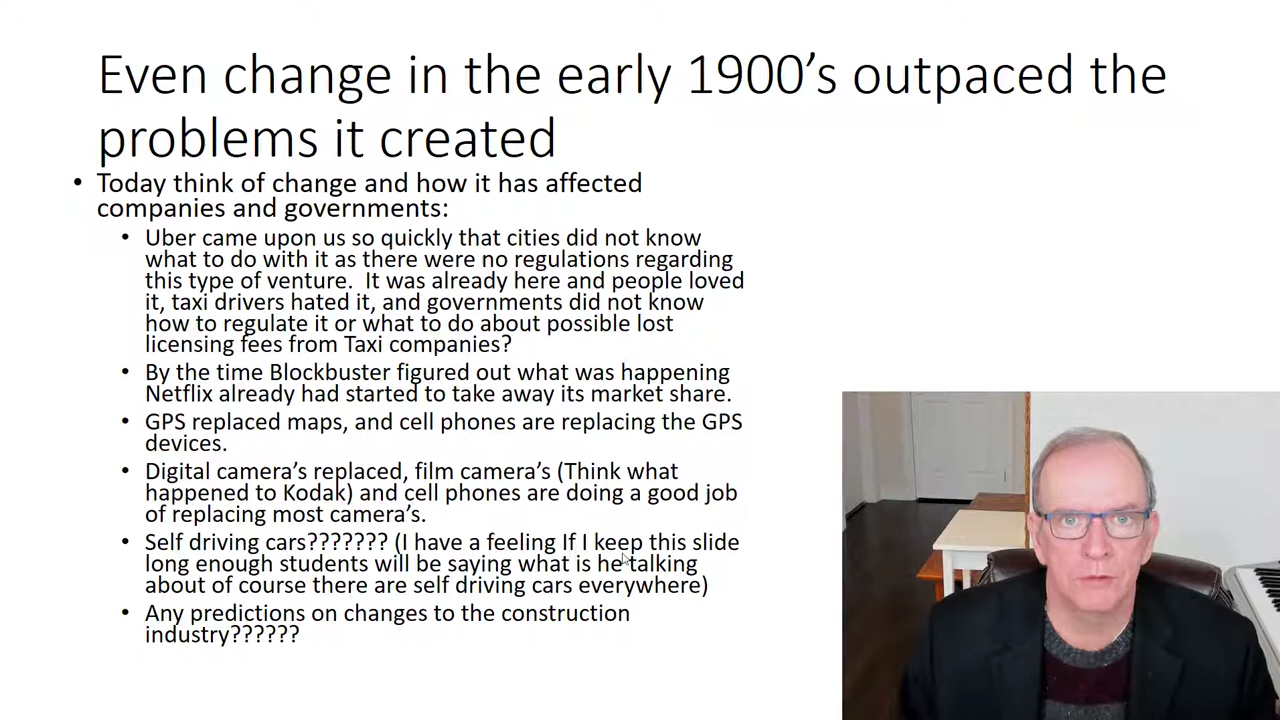 Even change in the early 1900’s outpaced the
problems it created
• Today think of change and how it has affected
companies and governments:
• Uber came upon us so quickly that cities did not know
what to do with it as there were no regulations regarding
this type of venture.  It was already here and people loved
it, taxi drivers hated it, and governments did not know
how to regulate it or what to do about possible lost
licensing fees from Taxi companies?
• By the time Blockbuster figured out what was happening
Netflix already had started to take away its market share.
• GPS replaced maps, and cell phones are replacing the GPS
devices.
• Digital camera’s replaced, film camera’s (Think what
happened to Kodak) and cell phones are doing a good job
of replacing most camera’s.
• Self driving cars??????? (I have a feeling If I keep this slide
long enough students will be saying what is he talking
about of course there are self driving cars everywhere)
• Any predictions on changes to the construction
industry??????